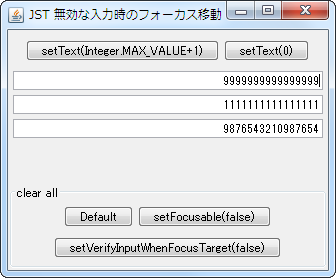 JST 無効な入力時のフォーカス移動
setText(Integer.MAX_VALUE+1) setText(0)
9999999999999999
1111111111111111
9876543210987654
clear all
Default setFocusable(false)
setVerifyInputWhenFocusTarget(false)